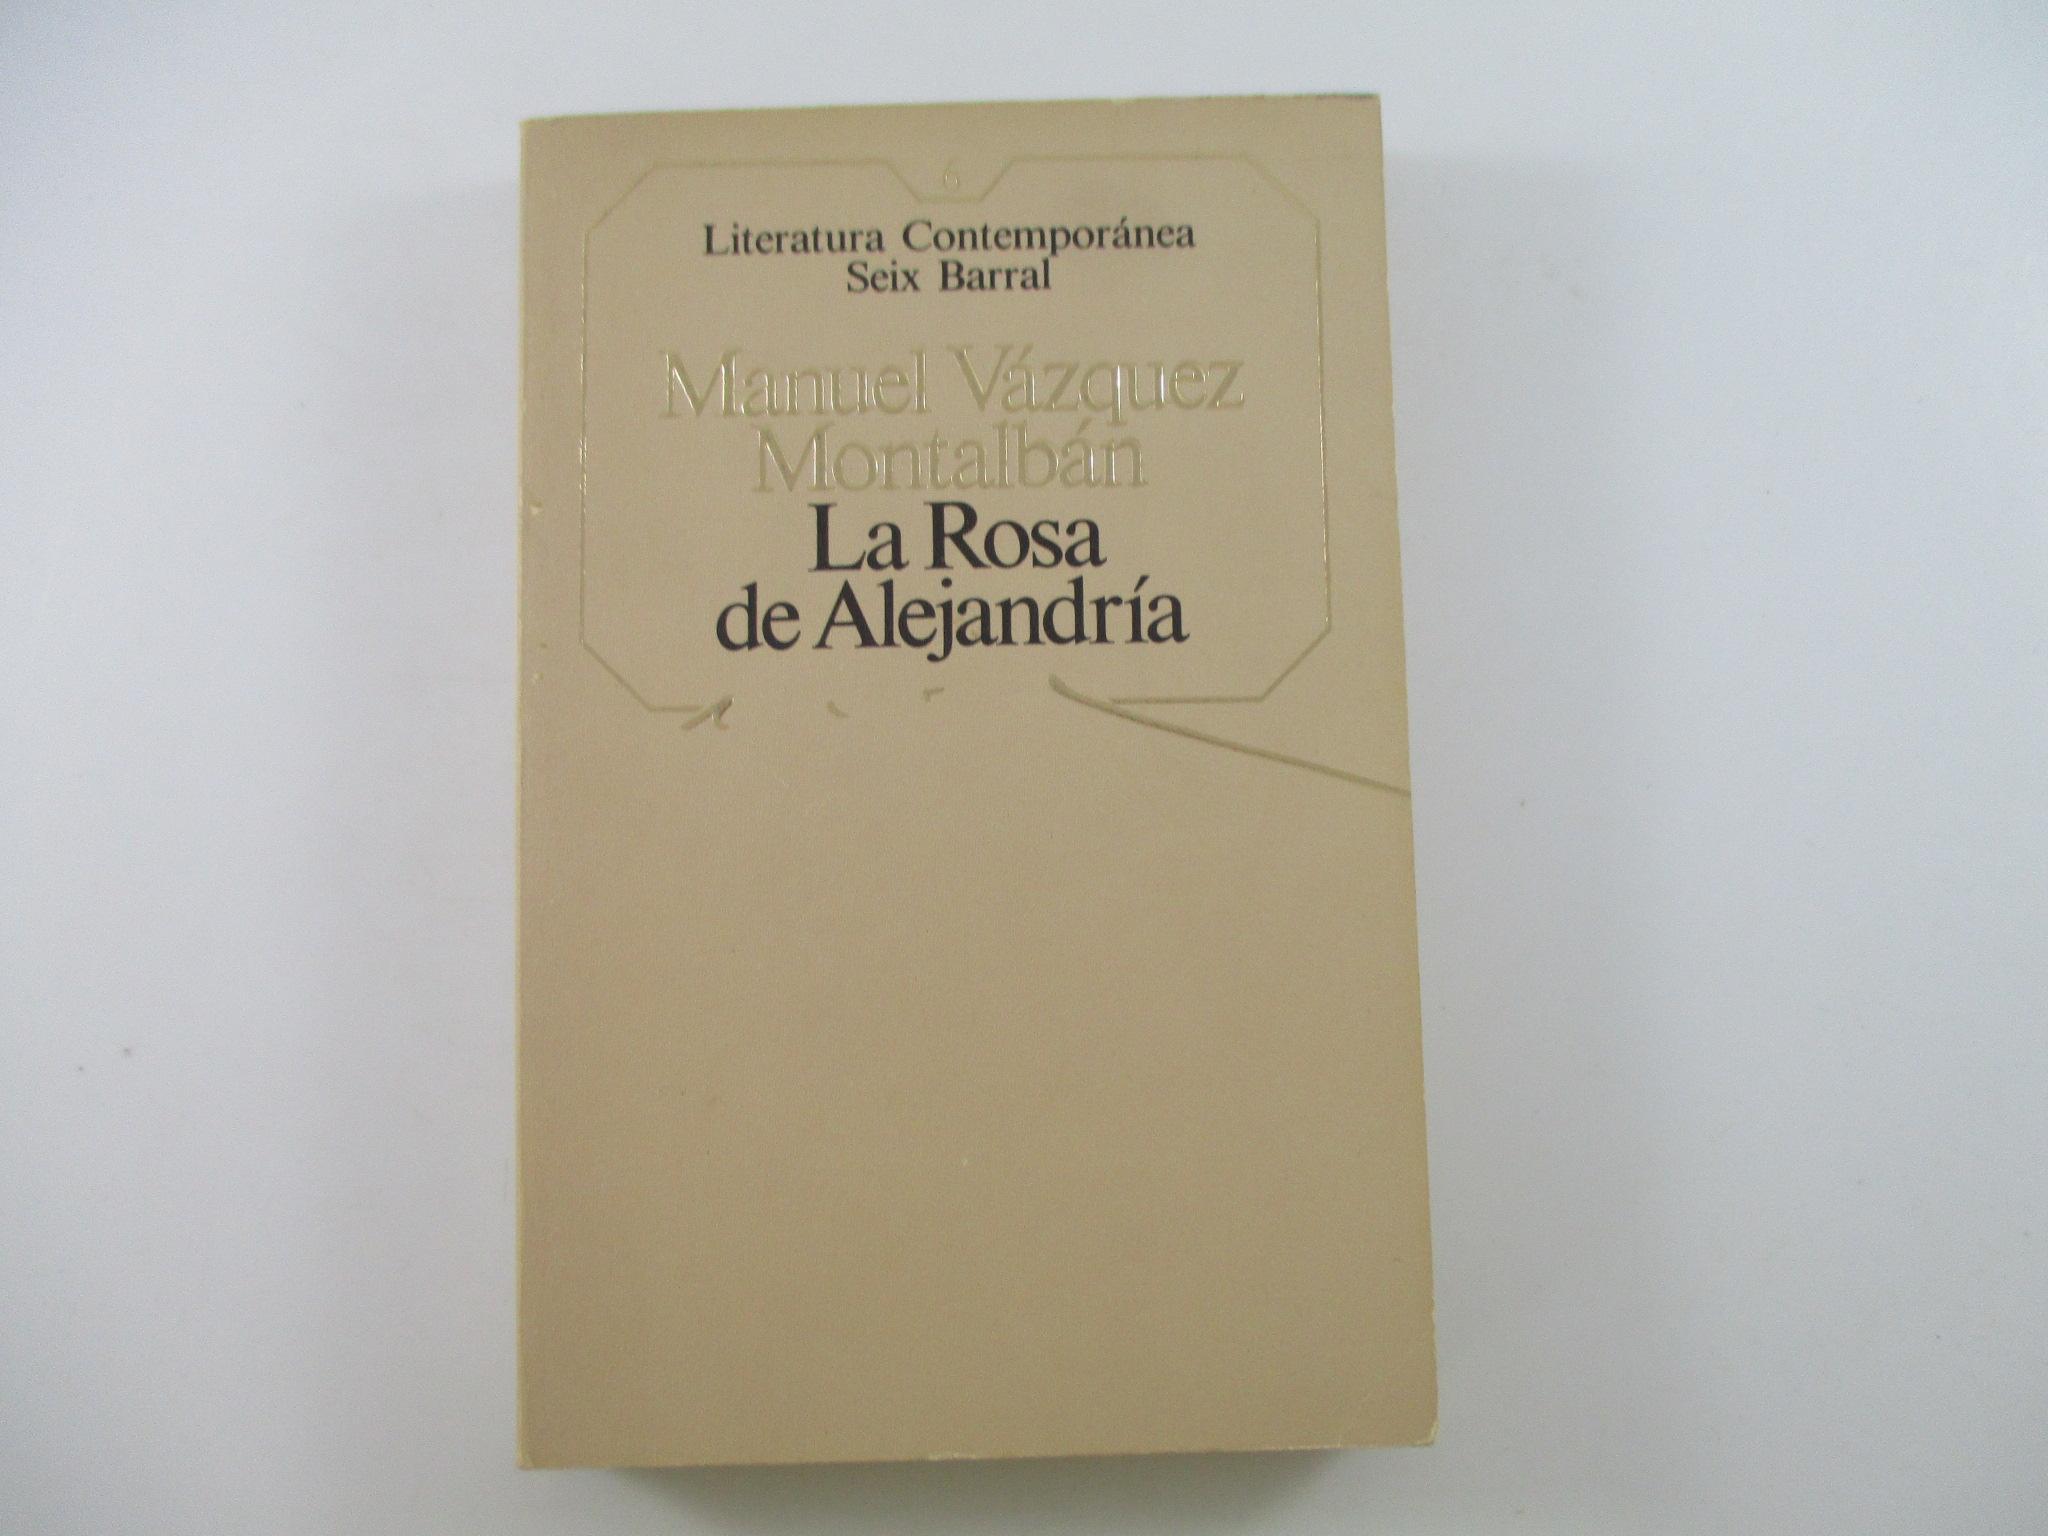 6
Literatura Contemporánea
Seix Barral
Manuel Vázquez
Montalbán
La Rosa
de Alejandría